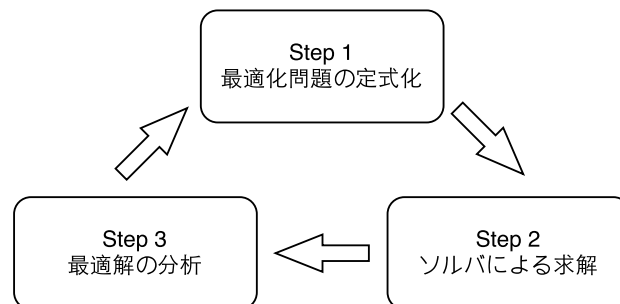 Step 1
最適化問題の定式化
Step 3
最適解の分析
Step 2
ソルバによる求解